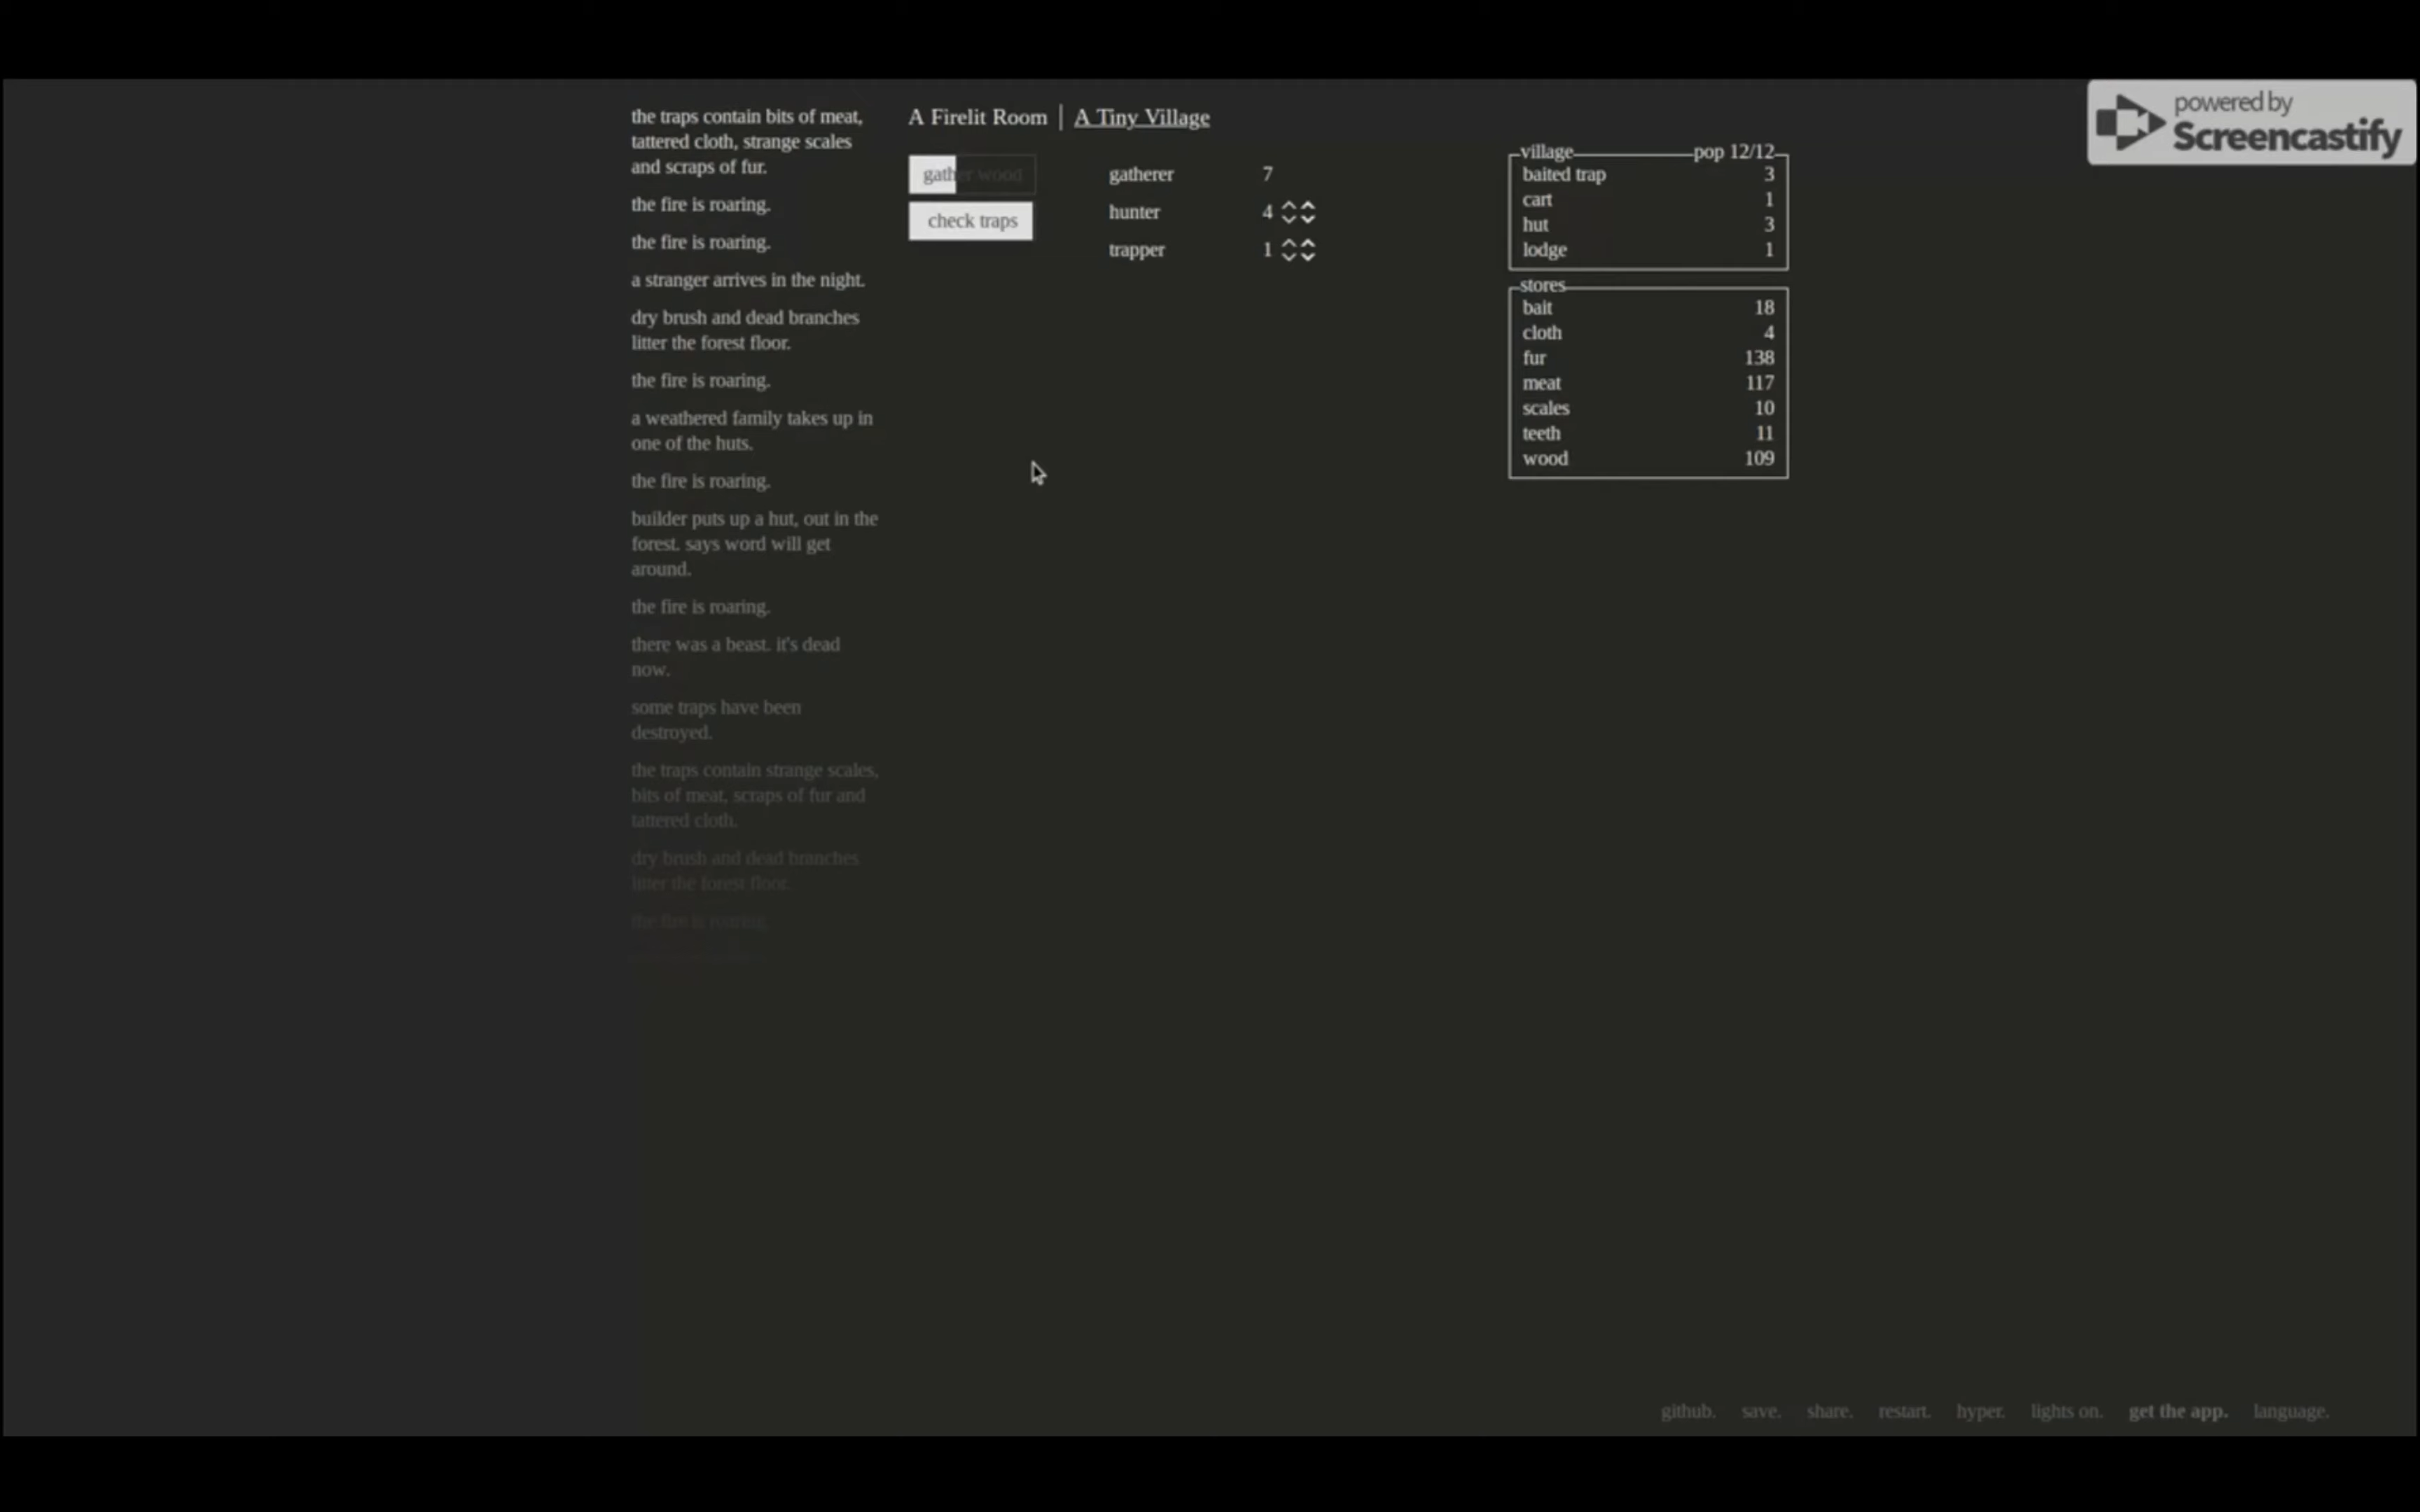 the traps contain bits of meat,
tattered cloth, strange scales
and scraps of fur.
the fire is roaring.
the fire is roaring.
a stranger arrives in the night.
dry brush and dead branches
litter the forest floor.
the fire is roaring.
a weathered family takes up in
one of the huts.
the fire is roaring.
builder puts up a hut, out in the
forest. says word will get
around.
the fire is roaring.
there was a beast. it's dead
now.
some traps have been
destroyed.
the traps contain strange scales,
bits of meat, scraps of fur and
tattered cloth.
dry brush and dead branches
litter the forest floor.
the fire is roaring.
A Firelit Room | A Tiny Village
gather wood
check traps
gatherer 7
hunter 4
trapper 1
village pop 12/12
baited trap 3
cart 1
hut 3
lodge 1
stores
bait 18
cloth 4
fur 138
meat 117
scales 10
teeth 11
wood 109
powered by
Screencastify
github. save. share. restart. hyper. lights on. get the app. language.